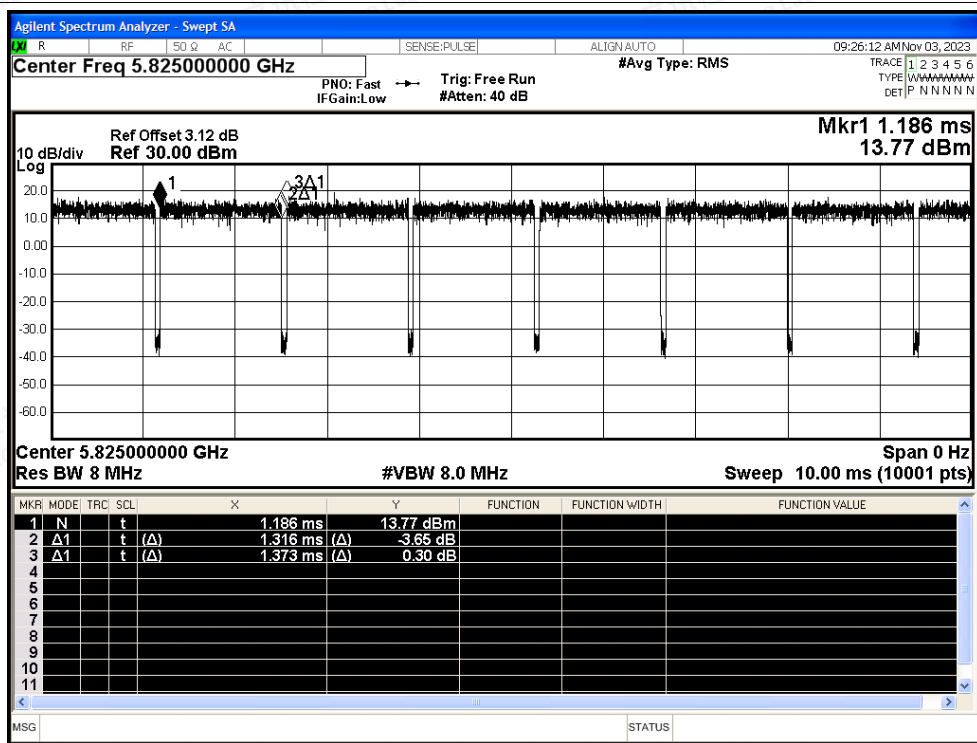 Agilent Spectrum Analyzer - Swept SA
LXI R RF 50 Ω AC SENSE:PULSE ALIGN AUTO 09:26:12 AM Nov 03, 2023
Center Freq 5.825000000 GHz
PNO: Fast
IFGain:Low
Trig: Free Run
#Atten: 40 dB
#Avg Type: RMS
TRACE 1 2 3 4 5 6
TYPE W
DET P N N N N N
Mkr1 1.186 ms
13.77 dBm
Ref Offset 3.12 dB
10 dB/div Ref 30.00 dBm
Log
20.0
10.0
0.00
-10.0
-20.0
-30.0
-40.0
-50.0
-60.0
1
3Δ1
2Δ1
Center 5.825000000 GHz Span 0 Hz
Res BW 8 MHz #VBW 8.0 MHz Sweep 10.00 ms (10001 pts)
MKR MODE TRC SCL X Y FUNCTION FUNCTION WIDTH FUNCTION VALUE
1 N t 1.186 ms 13.77 dBm
2 Δ1 t (Δ) 1.316 ms (Δ) -3.65 dB
3 Δ1 t (Δ) 1.373 ms (Δ) 0.30 dB
4
5
6
7
8
9
10
11
MSG STATUS